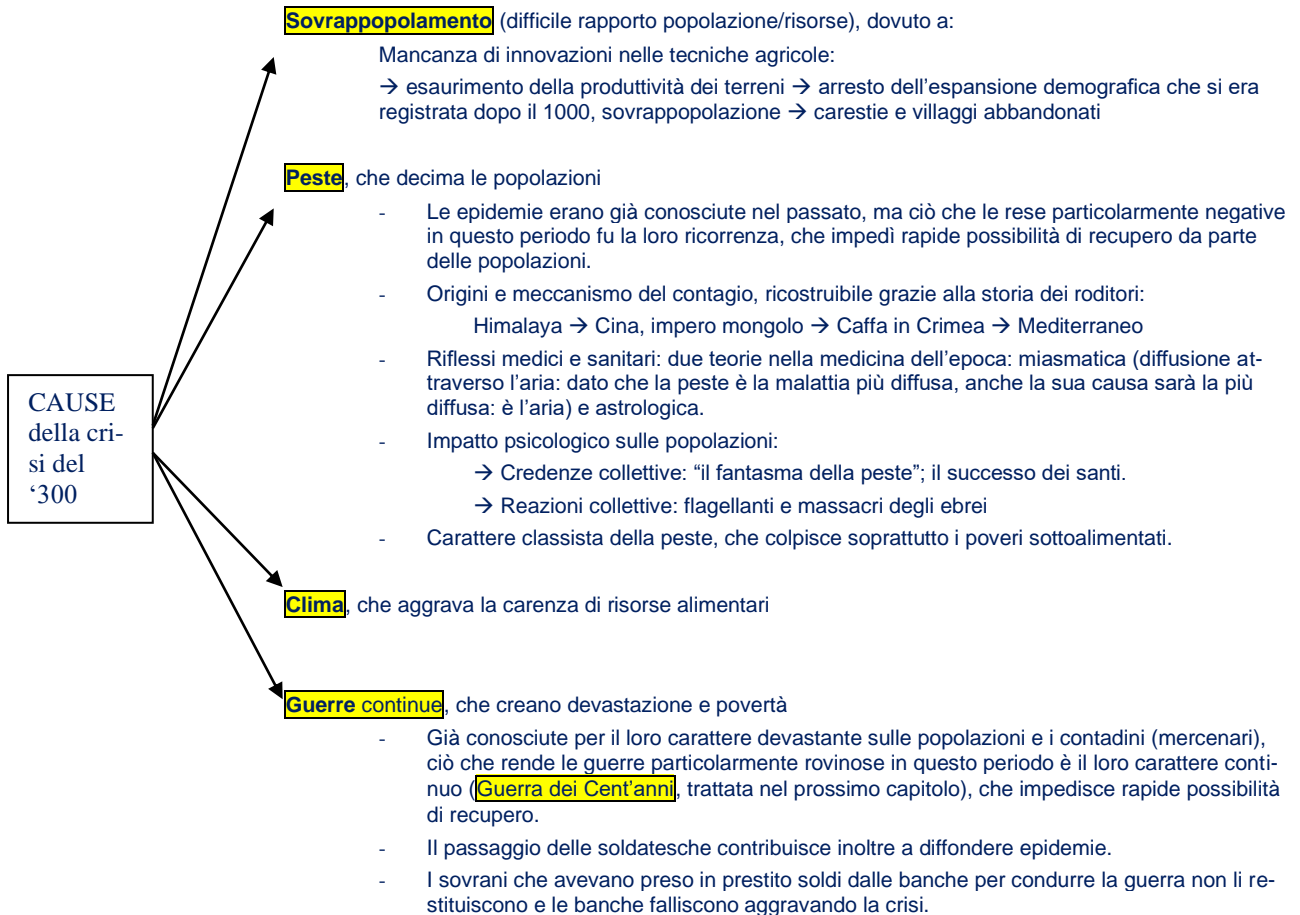 Sovrappopolamento (difficile rapporto popolazione/risorse), dovuto a:
Mancanza di innovazioni nelle tecniche agricole:
→ esaurimento della produttività dei terreni → arresto dell'espansione demografica che si era
registrata dopo il 1000, sovrappopolazione → carestie e villaggi abbandonati
Peste, che decima le popolazioni
- Le epidemie erano già conosciute nel passato, ma ciò che le rese particolarmente negative
in questo periodo fu la loro ricorrenza, che impedì rapide possibilità di recupero da parte
delle popolazioni.
- Origini e meccanismo del contagio, ricostruibile grazie alla storia dei roditori:
Himalaya → Cina, impero mongolo → Caffa in Crimea → Mediterraneo
- Riflessi medici e sanitari: due teorie nella medicina dell'epoca: miasmatica (diffusione at-
traverso l'aria: dato che la peste è la malattia più diffusa, anche la sua causa sarà la più
diffusa: è l'aria) e astrologica.
- Impatto psicologico sulle popolazioni:
→ Credenze collettive: "il fantasma della peste"; il successo dei santi.
→ Reazioni collettive: flagellanti e massacri degli ebrei
- Carattere classista della peste, che colpisce soprattutto i poveri sottoalimentati.
CAUSE
della cri-
si del
'300
Clima, che aggrava la carenza di risorse alimentari
Guerre continue, che creano devastazione e povertà
- Già conosciute per il loro carattere devastante sulle popolazioni e i contadini (mercenari),
ciò che rende le guerre particolarmente rovinose in questo periodo è il loro carattere conti-
nuo (Guerra dei Cent'anni, trattata nel prossimo capitolo), che impedisce rapide possibilità
di recupero.
- Il passaggio delle soldatesche contribuisce inoltre a diffondere epidemie.
- I sovrani che avevano preso in prestito soldi dalle banche per condurre la guerra non li re-
stituiscono e le banche falliscono aggravando la crisi.